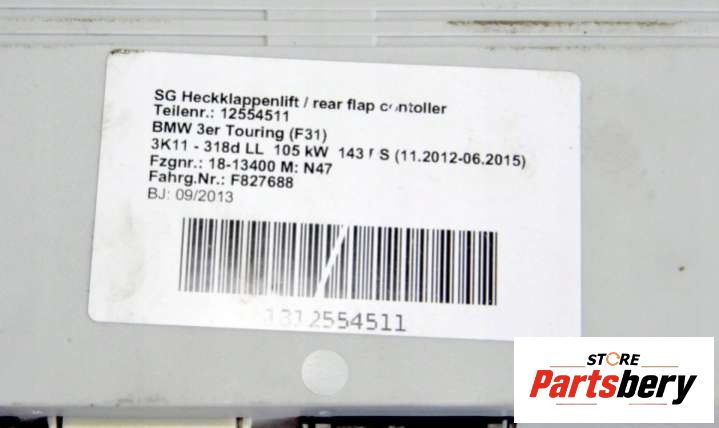 SG Heckklappenlift / rear flap contoller
Teilenr.: 12554511
BMW 3er Touring (F31)
3K11 - 318d LL 105 kW 143 PS (11.2012-06.2015)
Fzgnr.: 18-13400 M: N47
Fahrg.Nr.: F827688
BJ: 09/2013
1312554511
STORE
Partsbery